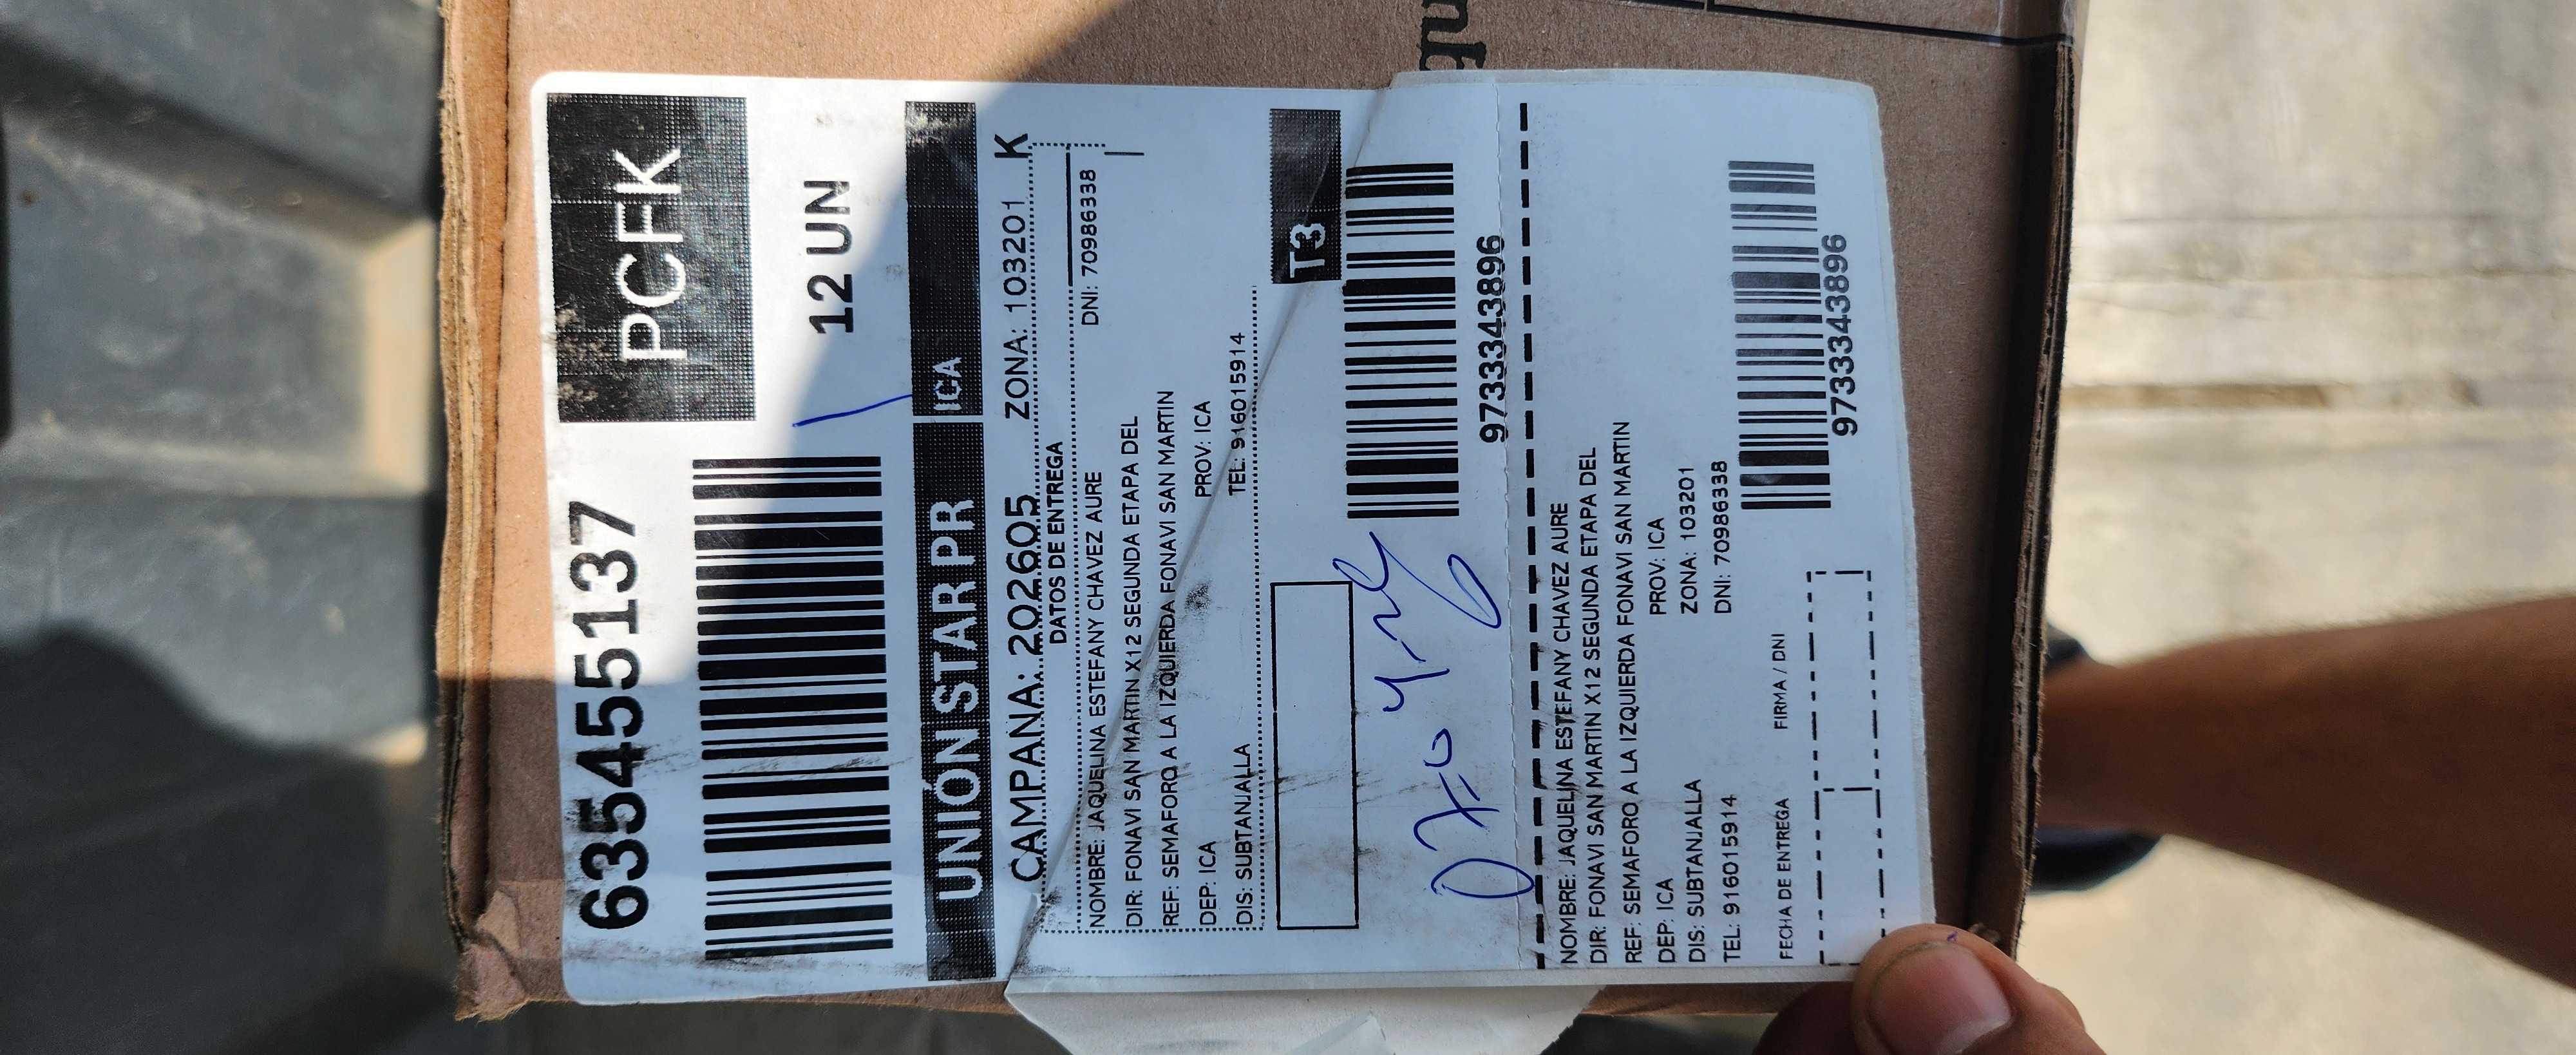 PCFK
6354455137
12 UN
UNIÓN STAR PR ICA
CAMPAÑA: 202605 ZONA: 103201 K
DATOS DE ENTREGA
NOMBRE: JAQUELINA ESTEFANY CHAVEZ AURE DNI: 70986338
DIR: FONAVI SAN MARTIN X12 SEGUNDA ETAPA DEL
REF: SEMAFORO A LA IZQUIERDA FONAVI SAN MARTIN
DEP: ICA PROV: ICA
DIS: SUBTANJALLA TEL: 916015914
T3
9733343896
NOMBRE: JAQUELINA ESTEFANY CHAVEZ AURE
DIR: FONAVI SAN MARTIN X12 SEGUNDA ETAPA DEL
REF: SEMAFORO A LA IZQUIERDA FONAVI SAN MARTIN
DEP: ICA PROV: ICA
DIS: SUBTANJALLA ZONA: 103201
TEL: 916015914 DNI: 70986338
9733343896
FECHA DE ENTREGA FIRMA / DNI